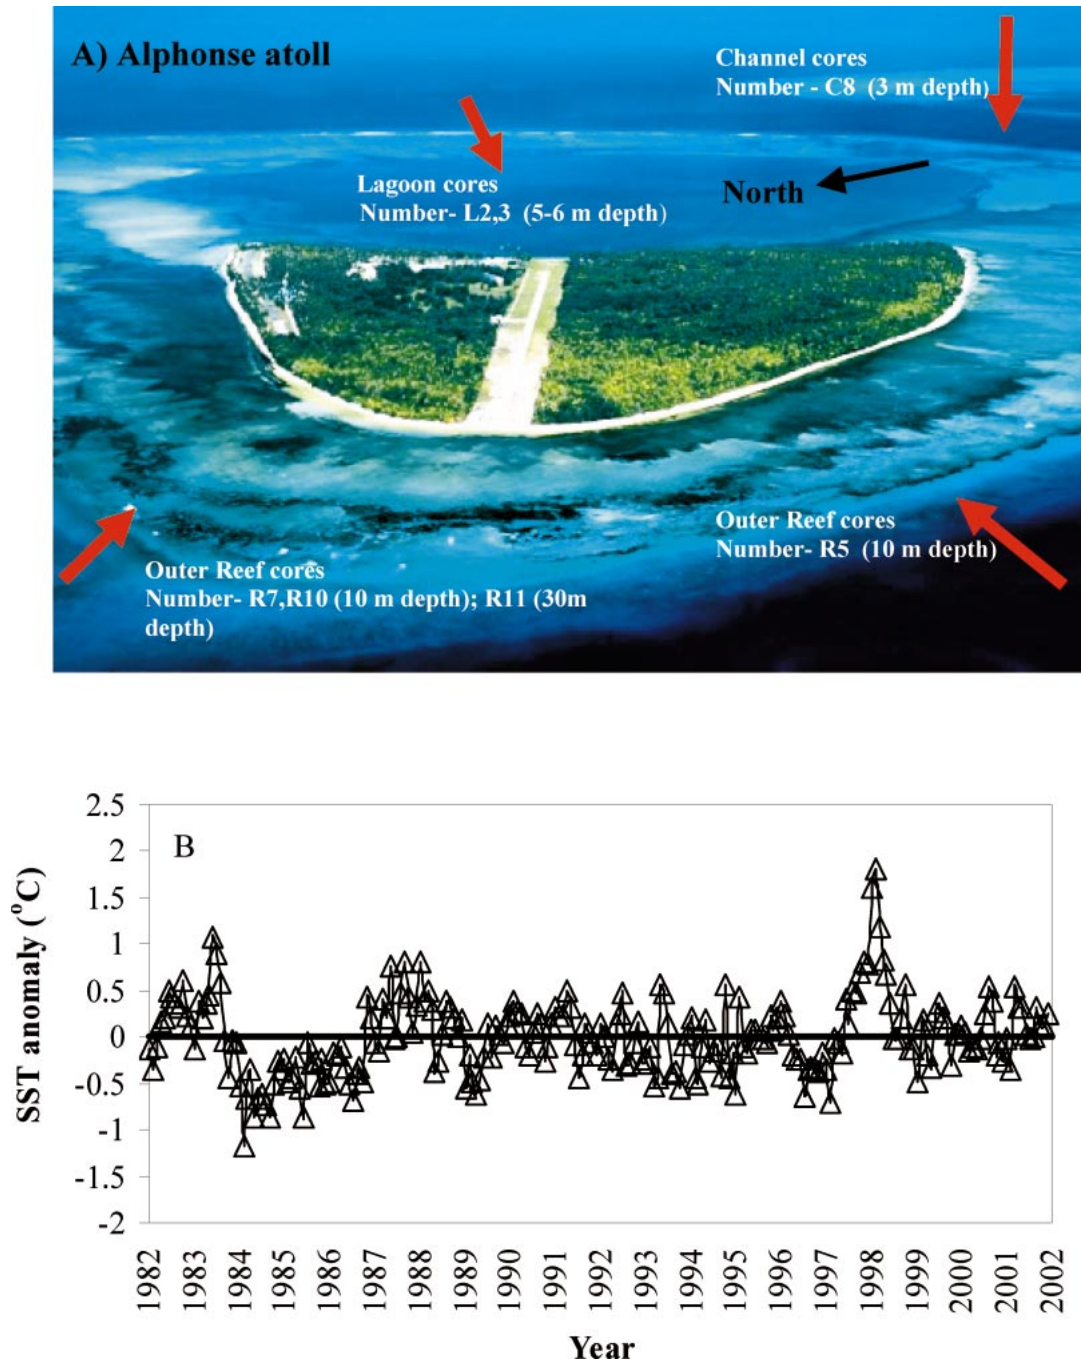 A) Alphonse atoll
Channel cores
Number - C8 (3 m depth)
Lagoon cores
Number- L2,3 (5-6 m depth)
North
Outer Reef cores
Number- R5 (10 m depth)
Outer Reef cores
Number- R7,R10 (10 m depth); R11 (30m
depth)
B
SST anomaly (°C)
2.5
2
1.5
1
0.5
0
-0.5
-1
-1.5
-2
1982
1983
1984
1985
1986
1987
1988
1989
1990
1991
1992
1993
1994
1995
1996
1997
1998
1999
2000
2001
2002
Year